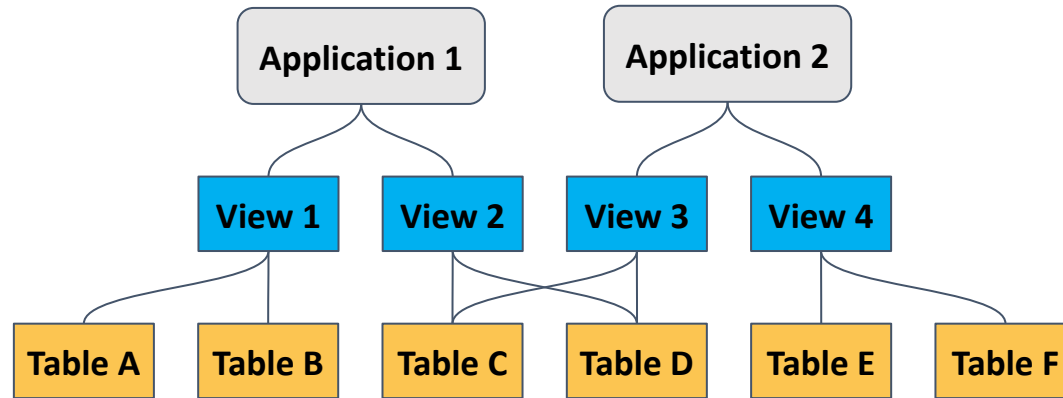 Application 1
Application 2
View 1
View 2
View 3
View 4
Table A
Table B
Table C
Table D
Table E
Table F